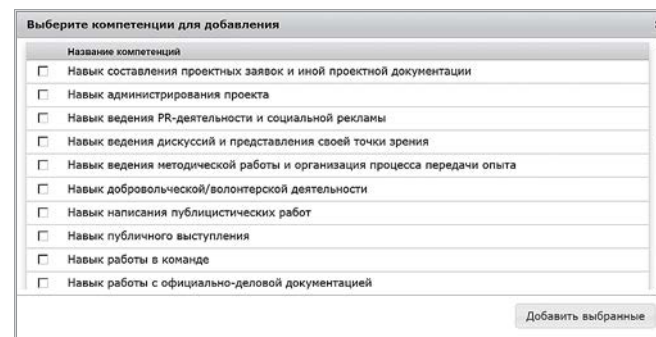 Выберите компетенции для добавления
Название компетенций
Навык составления проектных заявок и иной проектной документации
Навык администрирования проекта
Навык ведения PR-деятельности и социальной рекламы
Навык ведения дискуссий и представления своей точки зрения
Навык ведения методической работы и организация процесса передачи опыта
Навык добровольческой/волонтерской деятельности
Навык написания публицистических работ
Навык публичного выступления
Навык работы в команде
Навык работы с официально-деловой документацией
Добавить выбранные